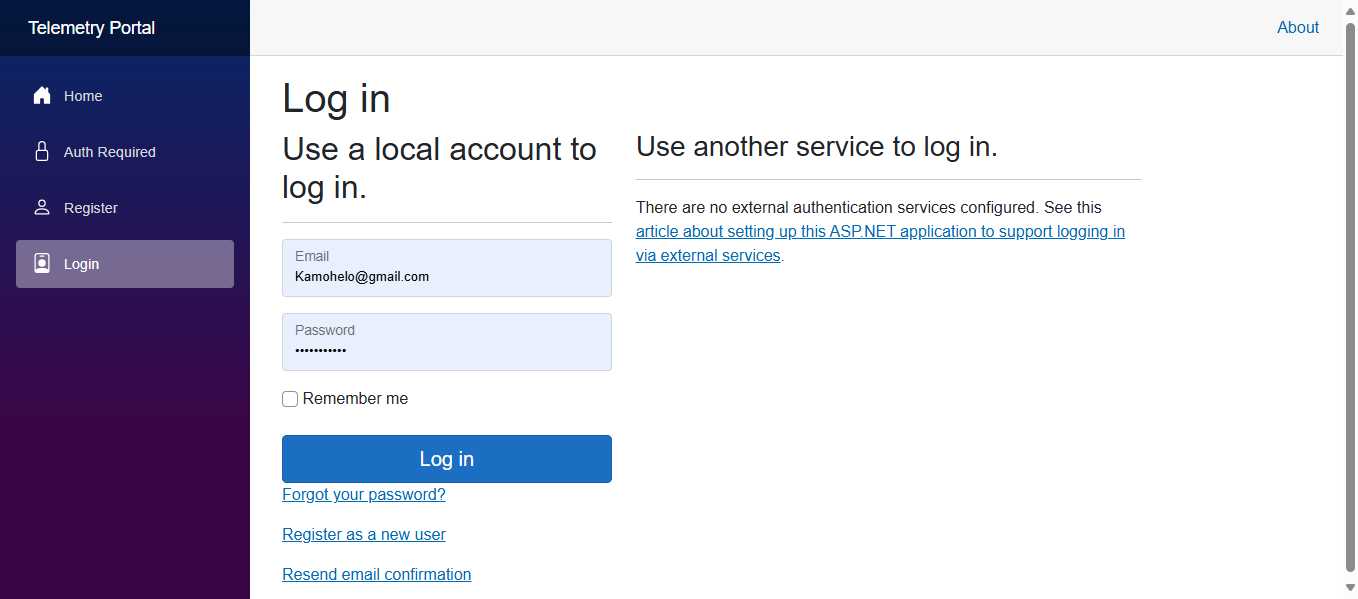 Telemetry Portal
About
Home
Auth Required
Register
Login
Log in
Use a local account to
log in.
Email
Kamohelo@gmail.com
Password
•••••••••••
Remember me
Log in
Forgot your password?
Register as a new user
Resend email confirmation
Use another service to log in.
There are no external authentication services configured. See this
article about setting up this ASP.NET application to support logging in
via external services.